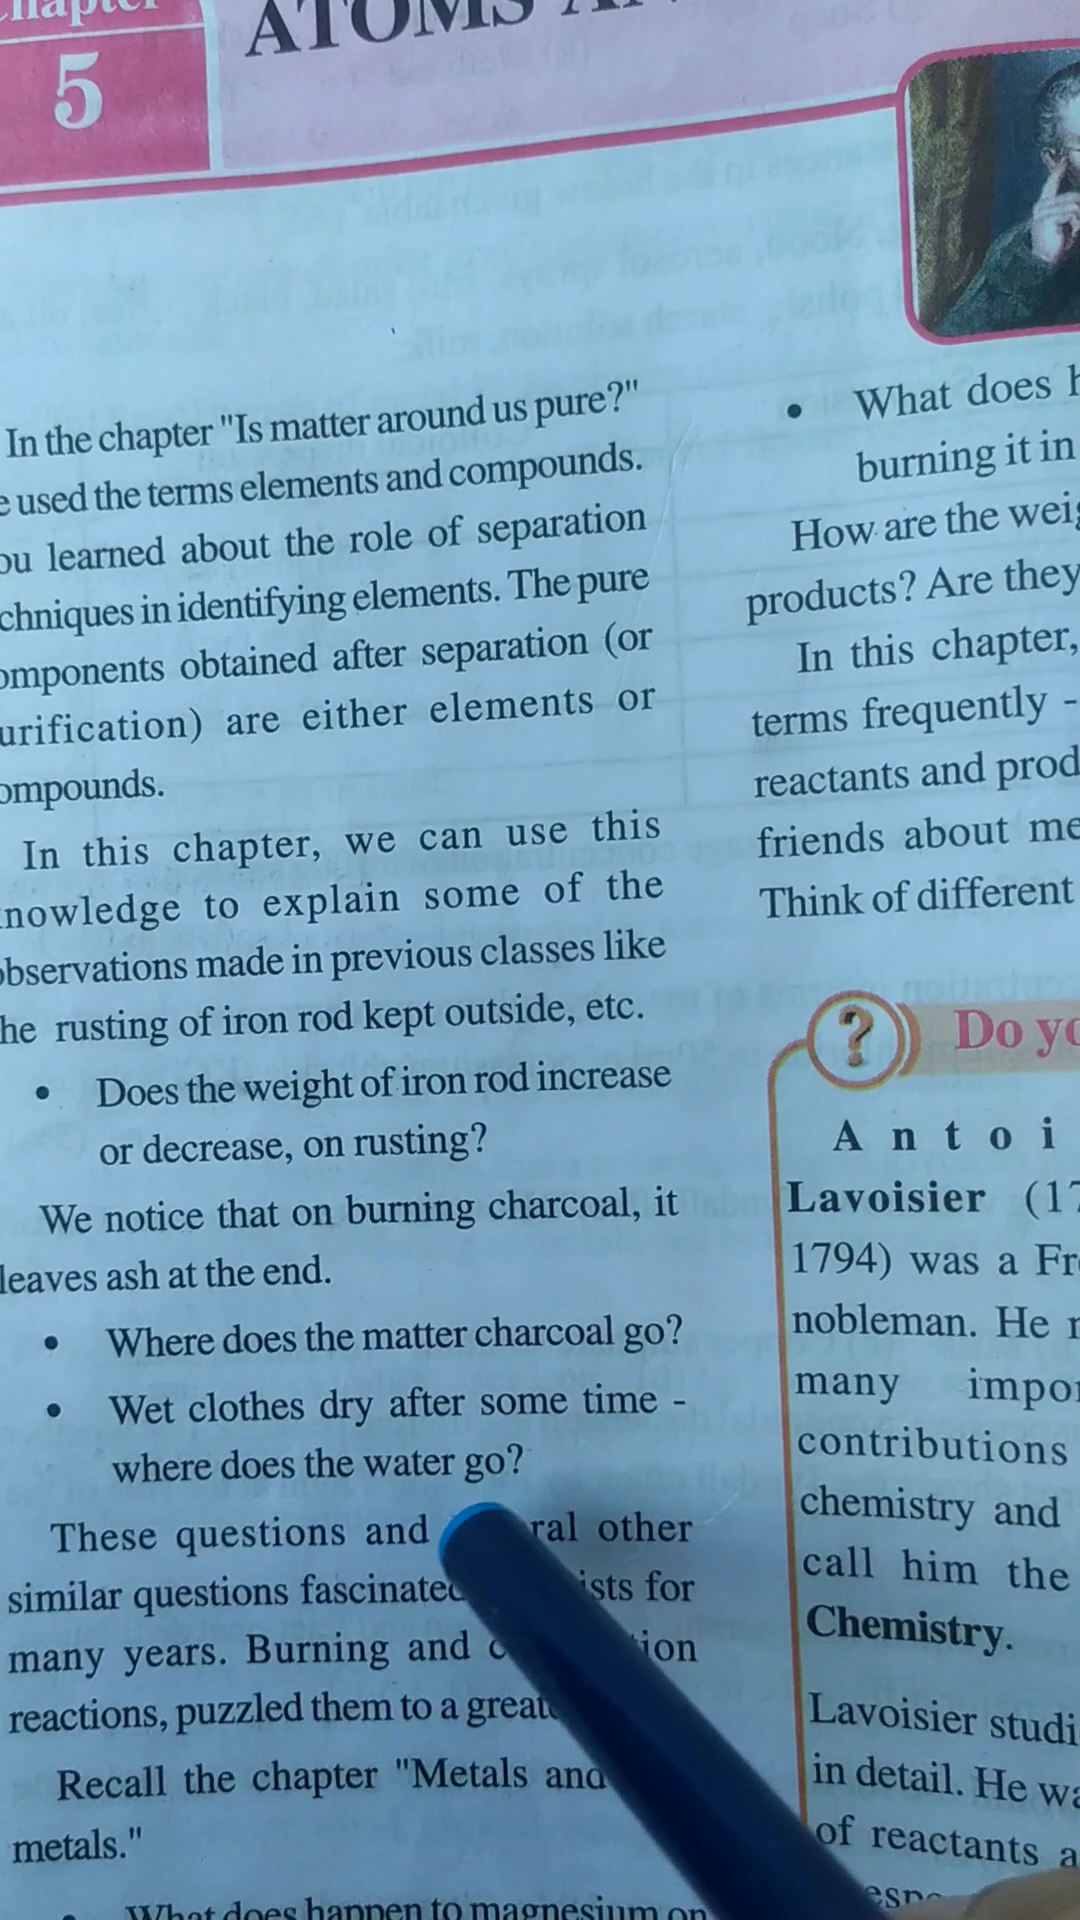 Chapter
5
ATOMS
In the chapter "Is matter around us pure?"
used the terms elements and compounds.
ou learned about the role of separation
chniques in identifying elements. The pure
omponents obtained after separation (or
urification) are either elements or
ompounds.
In this chapter, we can use this
nowledge to explain some of the
observations made in previous classes like
he rusting of iron rod kept outside, etc.
• Does the weight of iron rod increase
or decrease, on rusting?
We notice that on burning charcoal, it
leaves ash at the end.
• Where does the matter charcoal go?
• Wet clothes dry after some time -
where does the water go?
These questions and ral other
similar questions fascinated ists for
many years. Burning and c tion
reactions, puzzled them to a great
Recall the chapter "Metals and
metals."
• What does happen to magnesium on
• What does h
burning it in
How are the weig
products? Are they
In this chapter,
terms frequently -
reactants and prod
friends about me
Think of different
? Do yo
Antoi
Lavoisier (17
1794) was a Fre
nobleman. He m
many impor
contributions
chemistry and
call him the
Chemistry.
Lavoisier studi
in detail. He wa
of reactants a